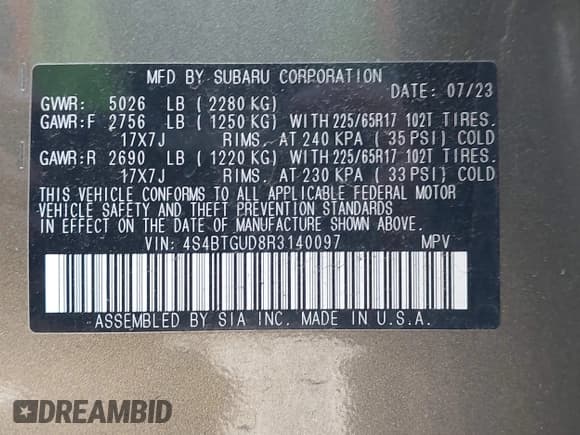 MFD BY SUBARU CORPORATION
DATE: 07/23
GVWR: 5026 LB (2280 KG)
GAWR:F 2756 LB (1250 KG) WITH 225/65R17 102T TIRES.
17X7J RIMS. AT 240 KPA (35 PSI) COLD
GAWR:R 2690 LB (1220 KG) WITH 225/65R17 102T TIRES.
17X7J RIMS. AT 230 KPA (33 PSI) COLD
THIS VEHICLE CONFORMS TO ALL APPLICABLE FEDERAL MOTOR
VEHICLE SAFETY AND THEFT PREVENTION STANDARDS
IN EFFECT ON THE DATE OF MANUFACTURE SHOWN ABOVE.
VIN: 4S4BTGUD8R3140097 MPV
ASSEMBLED BY SIA INC. MADE IN U.S.A.
DREAMBID